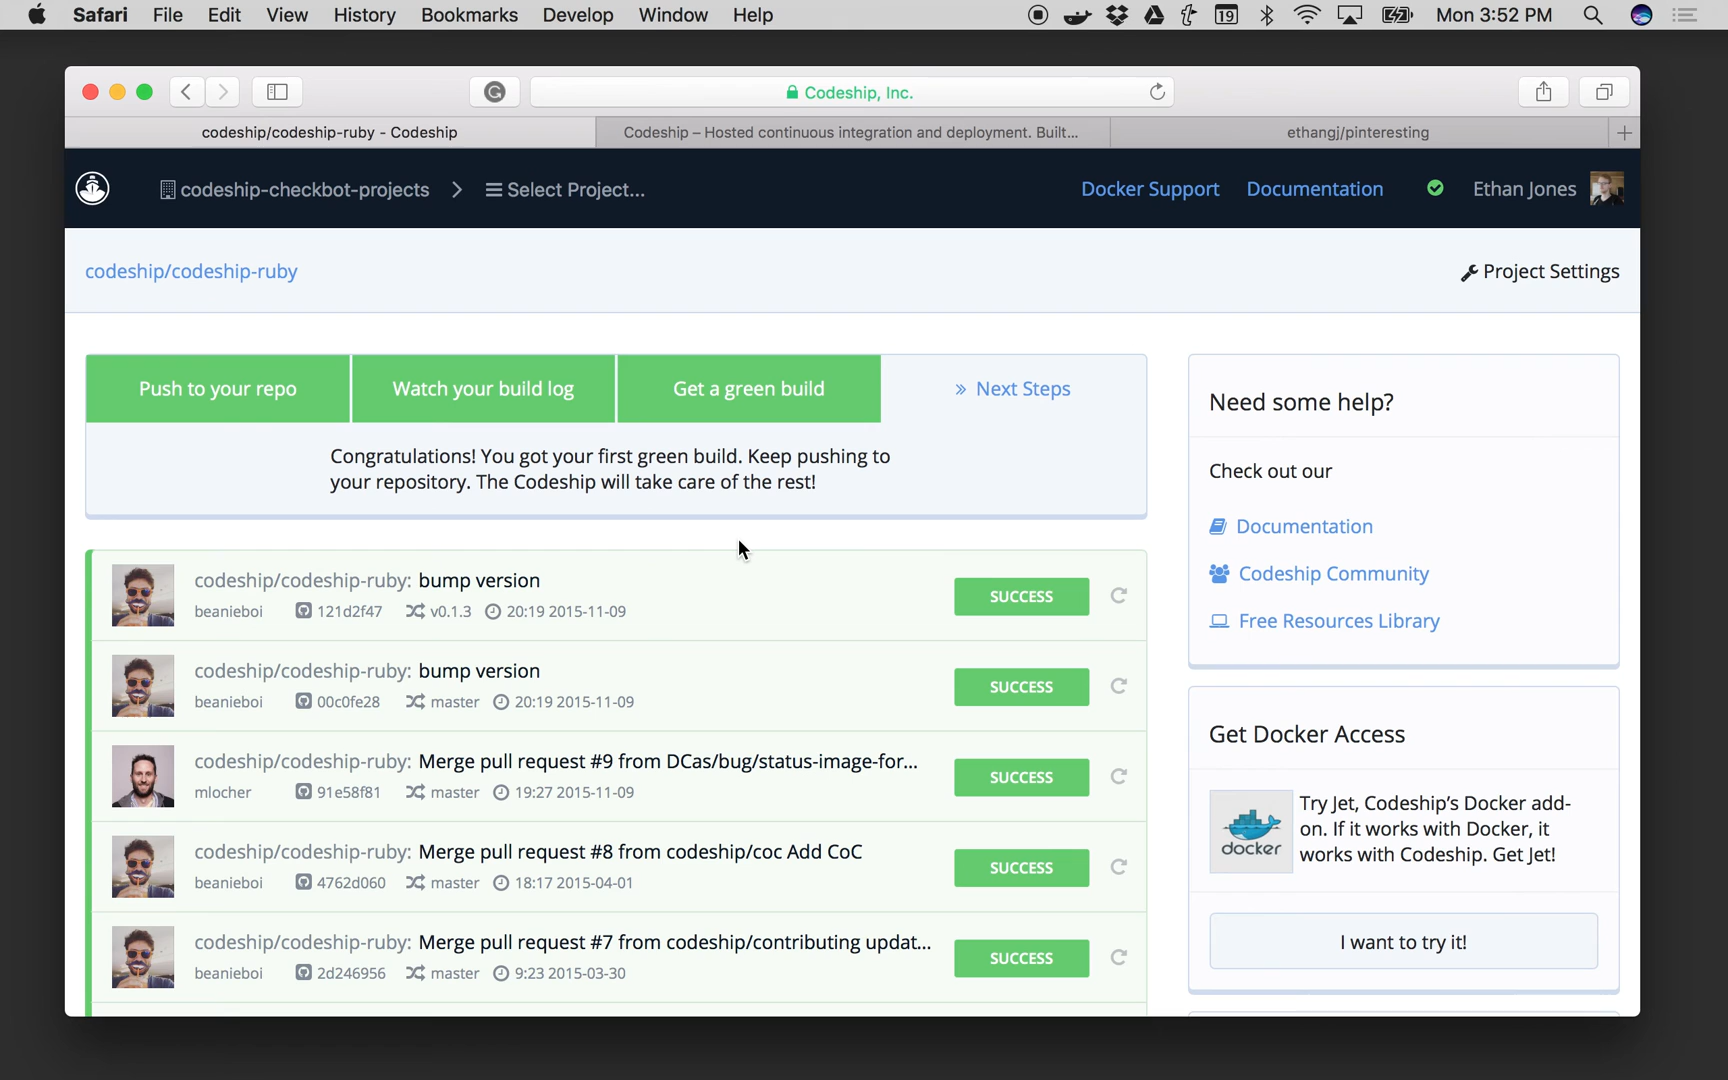 Safari File Edit View History Bookmarks Develop Window Help 19 Mon 3:52 PM
Codeship, Inc.
codeship/codeship-ruby - Codeship
Codeship – Hosted continuous integration and deployment. Built...
ethangj/pinteresting
codeship-checkbot-projects
Select Project...
Docker Support
Documentation
Ethan Jones
codeship/codeship-ruby
Project Settings
Push to your repo
Watch your build log
Get a green build
» Next Steps
Congratulations! You got your first green build. Keep pushing to
your repository. The Codeship will take care of the rest!
codeship/codeship-ruby: bump version
beanieboi 121d2f47 v0.1.3 20:19 2015-11-09
SUCCESS
codeship/codeship-ruby: bump version
beanieboi 00c0fe28 master 20:19 2015-11-09
SUCCESS
codeship/codeship-ruby: Merge pull request #9 from DCas/bug/status-image-for...
mlocher 91e58f81 master 19:27 2015-11-09
SUCCESS
codeship/codeship-ruby: Merge pull request #8 from codeship/coc Add CoC
beanieboi 4762d060 master 18:17 2015-04-01
SUCCESS
codeship/codeship-ruby: Merge pull request #7 from codeship/contributing updat...
beanieboi 2d246956 master 9:23 2015-03-30
SUCCESS
Need some help?
Check out our
Documentation
Codeship Community
Free Resources Library
Get Docker Access
docker
Try Jet, Codeship's Docker add-
on. If it works with Docker, it
works with Codeship. Get Jet!
I want to try it!